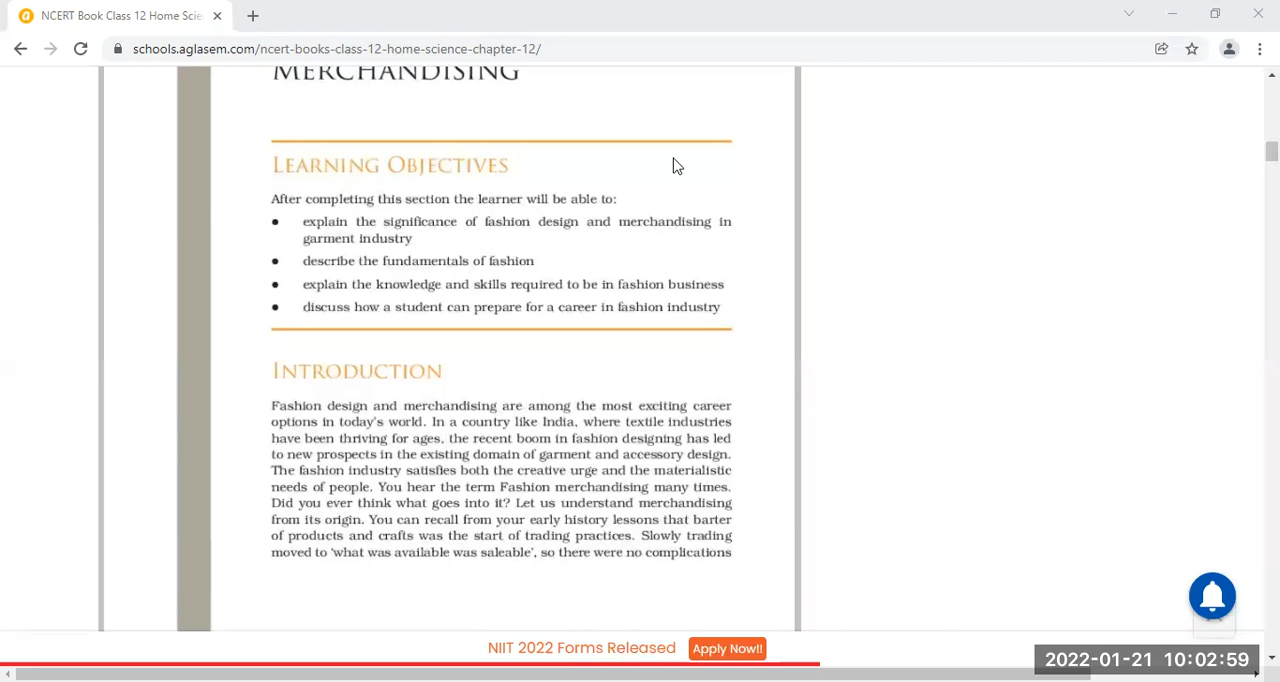 NCERT Book Class 12 Home Scie
schools.aglasem.com/ncert-books-class-12-home-science-chapter-12/
MERCHANDISING
LEARNING OBJECTIVES
After completing this section the learner will be able to:
• explain the significance of fashion design and merchandising in
garment industry
• describe the fundamentals of fashion
• explain the knowledge and skills required to be in fashion business
• discuss how a student can prepare for a career in fashion industry
INTRODUCTION
Fashion design and merchandising are among the most exciting career
options in today's world. In a country like India, where textile industries
have been thriving for ages, the recent boom in fashion designing has led
to new prospects in the existing domain of garment and accessory design.
The fashion industry satisfies both the creative urge and the materialistic
needs of people. You hear the term Fashion merchandising many times.
Did you ever think what goes into it? Let us understand merchandising
from its origin. You can recall from your early history lessons that barter
of products and crafts was the start of trading practices. Slowly trading
moved to 'what was available was saleable', so there were no complications
NIIT 2022 Forms Released Apply Now!!
2022-01-21 10:02:59